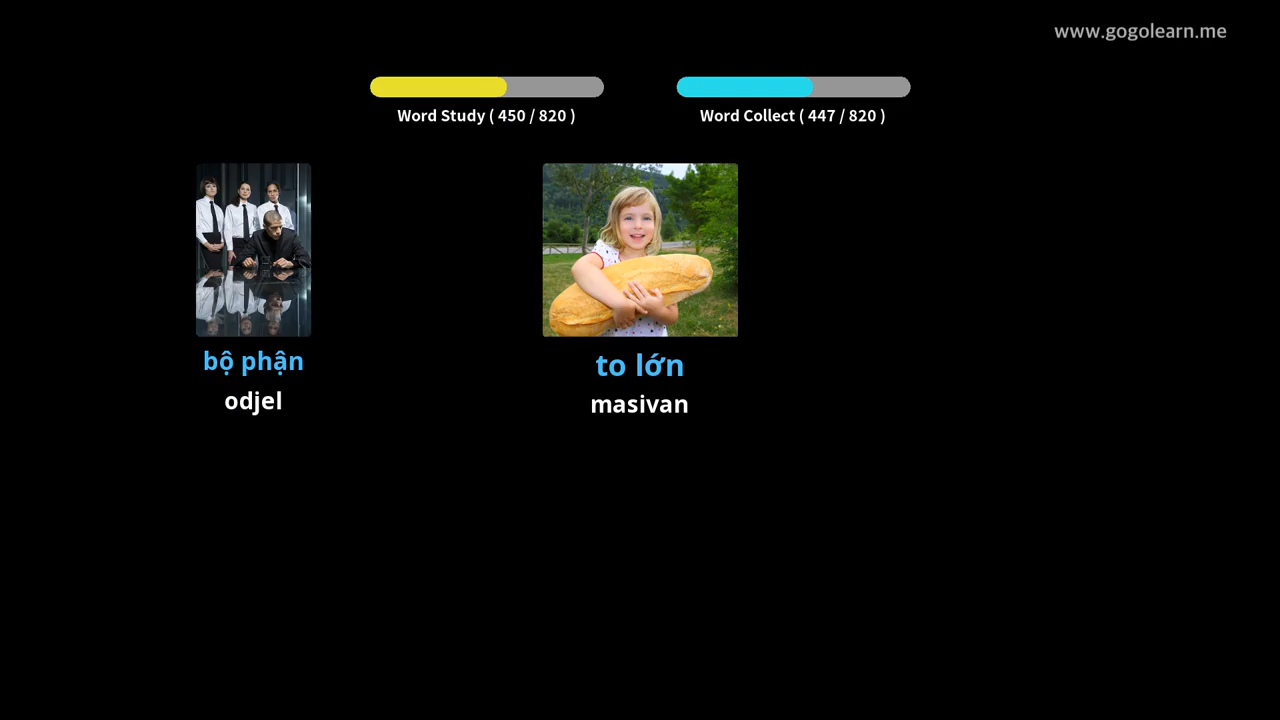 www.gogolearn.me
Word Study ( 450 / 820 )
Word Collect ( 447 / 820 )
bộ phận
odjel
to lớn
masivan